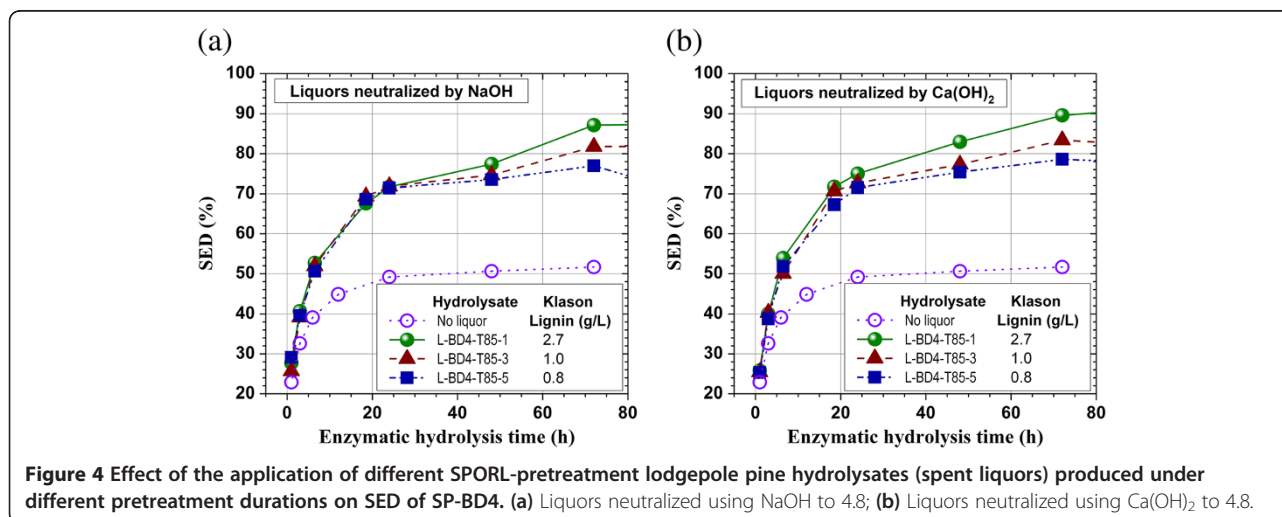 (a)
Liquors neutralized by NaOH
100
90
80
70
60
50
40
30
20
SED (%)
Hydrolysate Klason Lignin (g/L)
No liquor
L-BD4-T85-1 2.7
L-BD4-T85-3 1.0
L-BD4-T85-5 0.8
0 20 40 60 80
Enzymatic hydrolysis time (h)
(b)
Liquors neutralized by Ca(OH)₂
100
90
80
70
60
50
40
30
20
SED (%)
Hydrolysate Klason Lignin (g/L)
No liquor
L-BD4-T85-1 2.7
L-BD4-T85-3 1.0
L-BD4-T85-5 0.8
0 20 40 60 80
Enzymatic hydrolysis time (h)
Figure 4 Effect of the application of different SPORL-pretreatment lodgepole pine hydrolysates (spent liquors) produced under
different pretreatment durations on SED of SP-BD4. (a) Liquors neutralized using NaOH to 4.8; (b) Liquors neutralized using Ca(OH)₂ to 4.8.